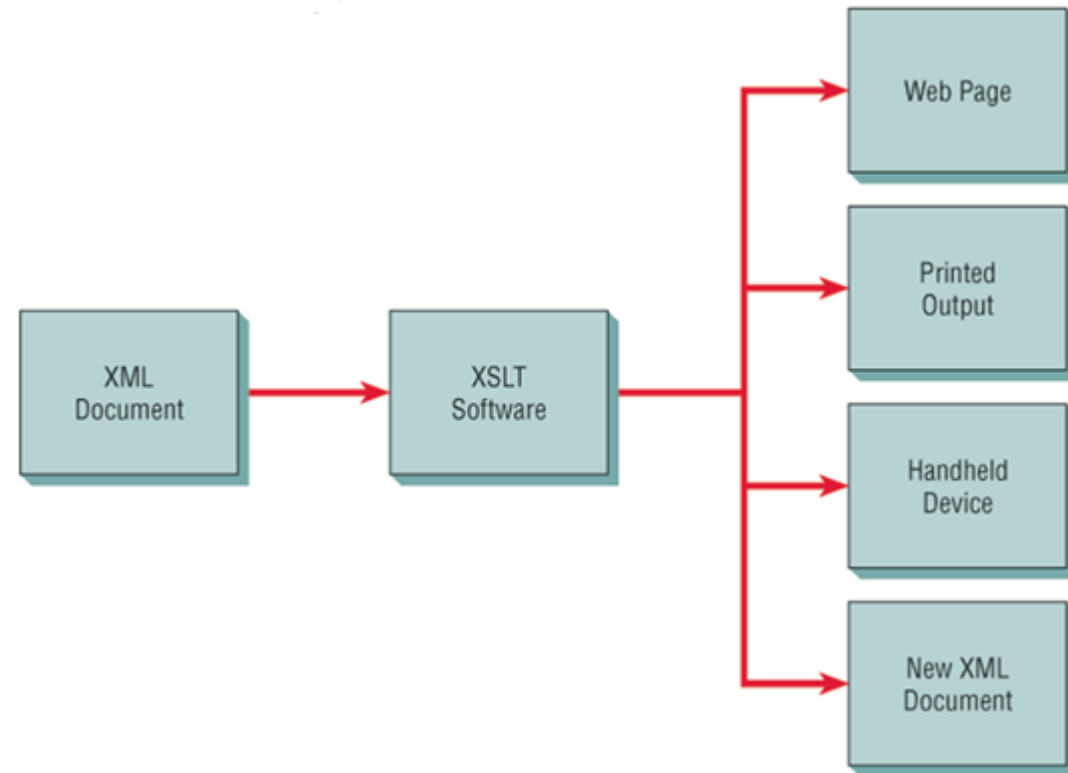 XML
Document
XSLT
Software
Web Page
Printed
Output
Handheld
Device
New XML
Document